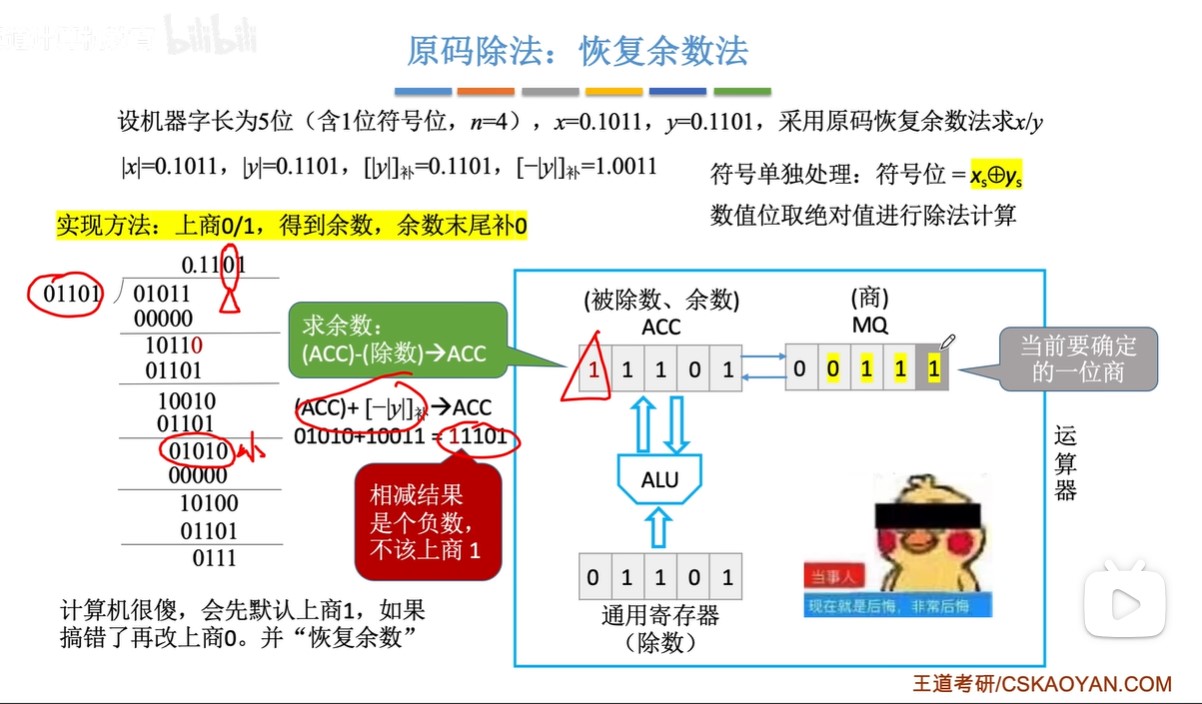 bilibili
原码除法：恢复余数法
设机器字长为5位（含1位符号位，n=4），x=0.1011，y=0.1101，采用原码恢复余数法求x/y
|x|=0.1011，|y|=0.1101，[|y|]补=0.1101，[−|y|]补=1.0011
符号单独处理：符号位 = xs⊕ys
数值位取绝对值进行除法计算
实现方法：上商0/1，得到余数，余数末尾补0
0.1101
01101
01011
00000
10110
01101
10010
01101
01010
00000
10100
01101
0111
求余数：
(ACC)-(除数)→ACC
(ACC)+ [−|y|]补→ACC
01010+10011 = 11101
相减结果
是个负数，
不该上商 1
计算机很傻，会先默认上商1，如果
搞错了再改上商0。并“恢复余数”
(被除数、余数)
ACC
1 1 1 0 1
(商)
MQ
0 0 1 1 1
当前要确定
的一位商
ALU
0 1 1 0 1
通用寄存器
（除数）
运算器
当事人
现在就是后悔，非常后悔
王道考研/CSKAOYAN.COM